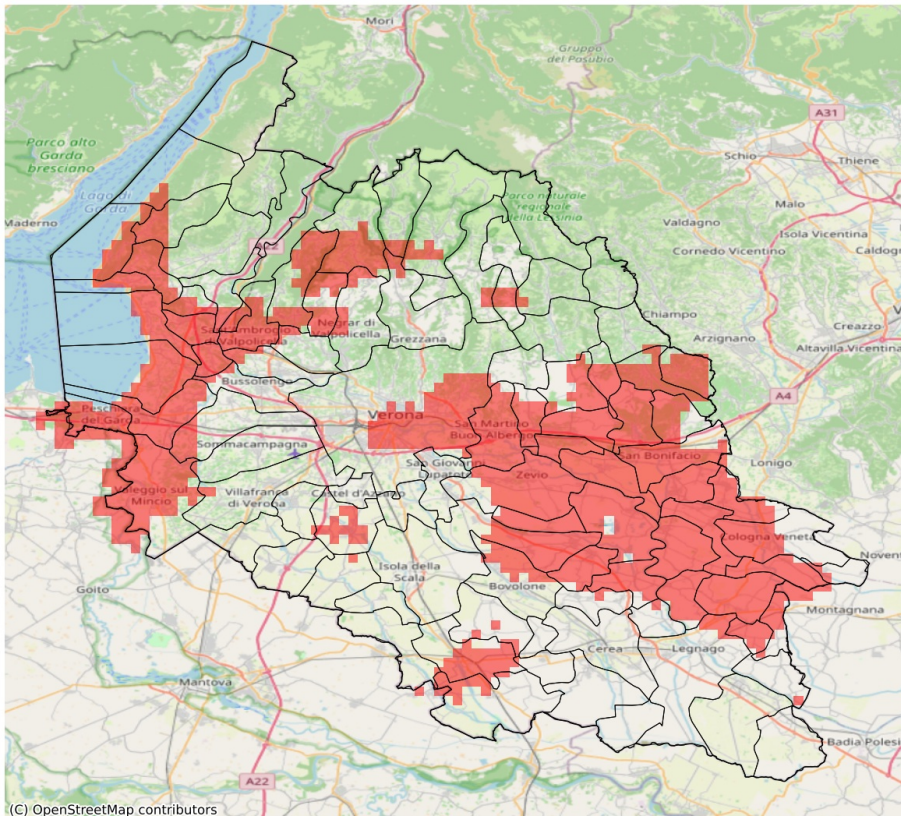 Mori
Gruppo
del Pasubio
A31
Parco alto
Garda
bresciano
Schio
Thiene
Lago di
Garda
Parco naturale
regionale
della Lessinia
Malo
Maderno
Valdagno
Isola Vicentina
Cornedo Vicentino
Caldogn
Chiampo
Sant'Ambrogio
di Valpolicella
Negrar di
Valpolicella
Grezzana
Arzignano
Creazzo
Altavilla Vicentina
Bussolengo
A4
Peschiera
del Garda
Verona
San Martino
Buon Albergo
Sommacampagna
San Bonifacio
Lonigo
San Giovanni
Lupatoto
Zevio
Valeggio sul
Mincio
Villafranca
di Verona
Castel d'Azzano
Cologna Veneta
Noven
Isola della
Scala
Goito
Bovolone
Montagnana
Cerea
Legnago
Mantova
Badia Polesi
A22
(C) OpenStreetMap contributors